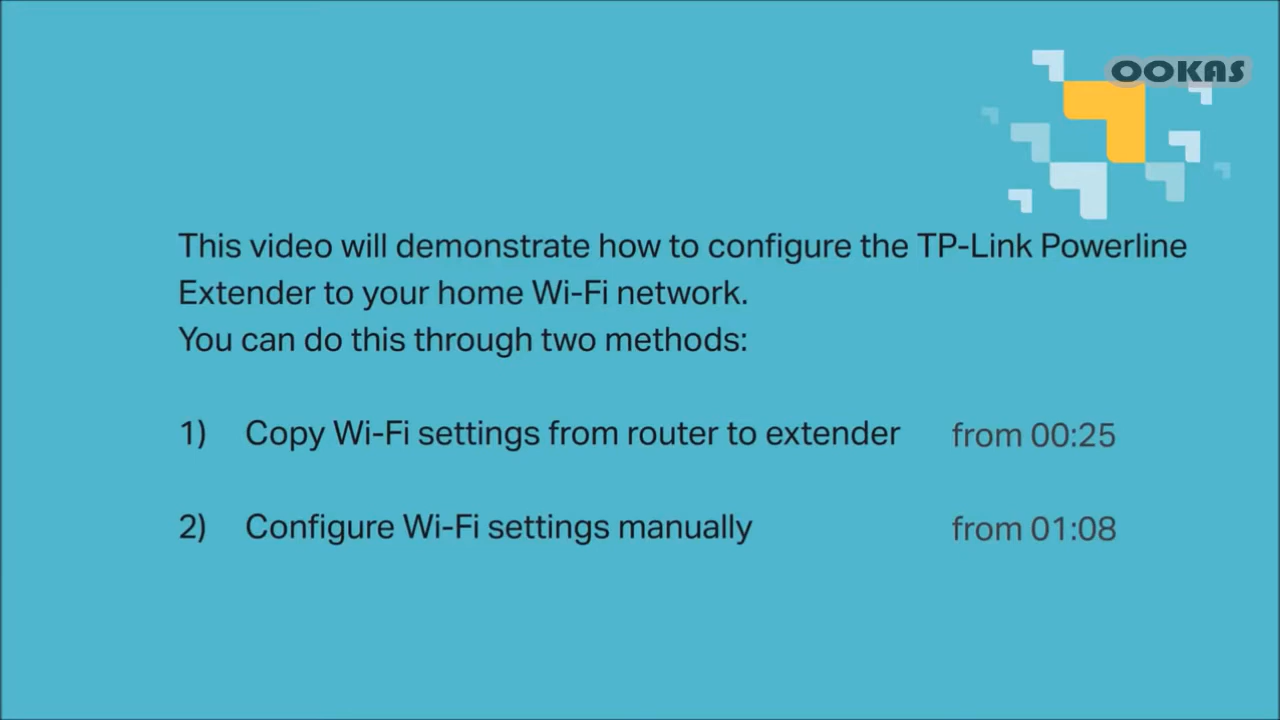 OOKAS
This video will demonstrate how to configure the TP-Link Powerline
Extender to your home Wi-Fi network.
You can do this through two methods:
1) Copy Wi-Fi settings from router to extender from 00:25
2) Configure Wi-Fi settings manually from 01:08